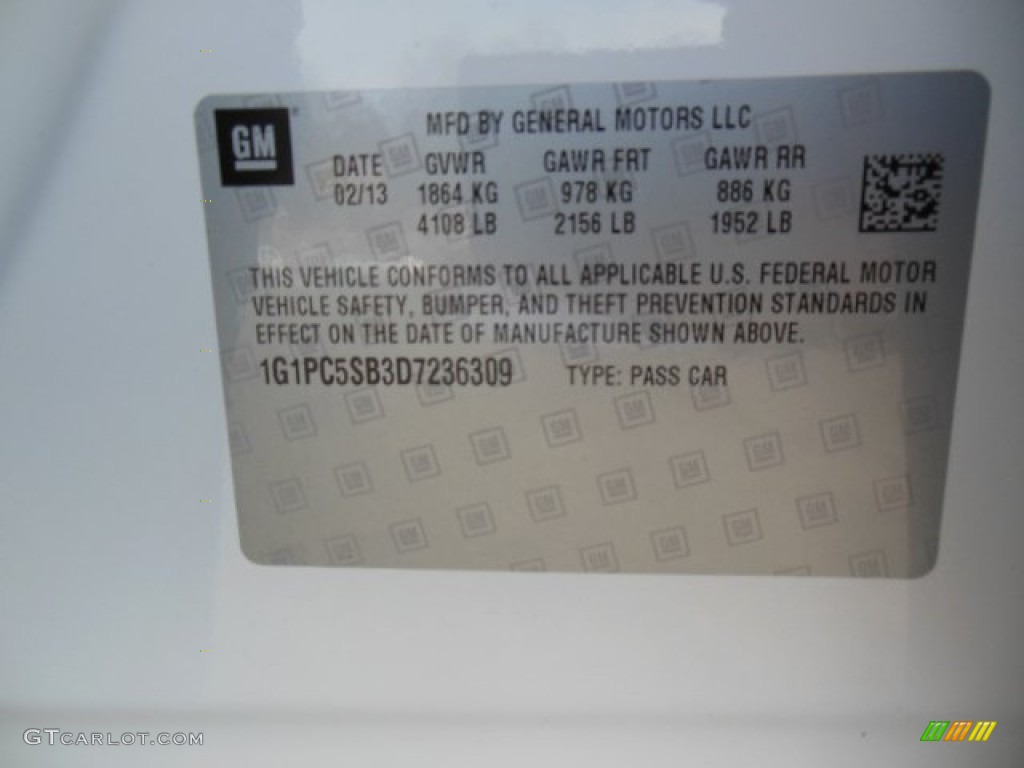 GM
MFD BY GENERAL MOTORS LLC
DATE GVWR GAWR FRT GAWR RR
02/13 1864 KG 978 KG 886 KG
4108 LB 2156 LB 1952 LB
THIS VEHICLE CONFORMS TO ALL APPLICABLE U.S. FEDERAL MOTOR
VEHICLE SAFETY, BUMPER, AND THEFT PREVENTION STANDARDS IN
EFFECT ON THE DATE OF MANUFACTURE SHOWN ABOVE.
1G1PC5SB3D7236309 TYPE: PASS CAR
GTCARLOT.COM